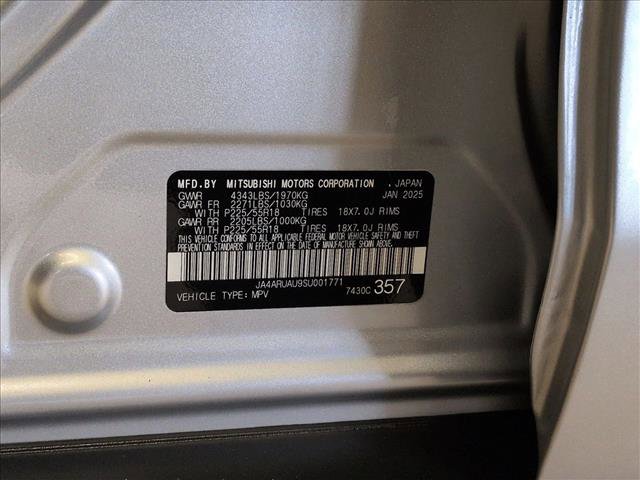 MFD.BY MITSUBISHI MOTORS CORPORATION . JAPAN
GVWR 4343LBS/1970KG JAN 2025
GAWR FR 2271LBS/1030KG
WITH P225/55R18 TIRES 18X7.0J RIMS
GAWR RR 2205LBS/1000KG
WITH P225/55R18 TIRES 18X7.0J RIMS
THIS VEHICLE CONFORMS TO ALL APPLICABLE FEDERAL MOTOR VEHICLE SAFETY AND THEFT
PREVENTION STANDARDS IN EFFECT ON THE DATE OF MANUFACTURE SHOWN ABOVE.
JA4ARUAU9SU001771
VEHICLE TYPE: MPV 7430C 357